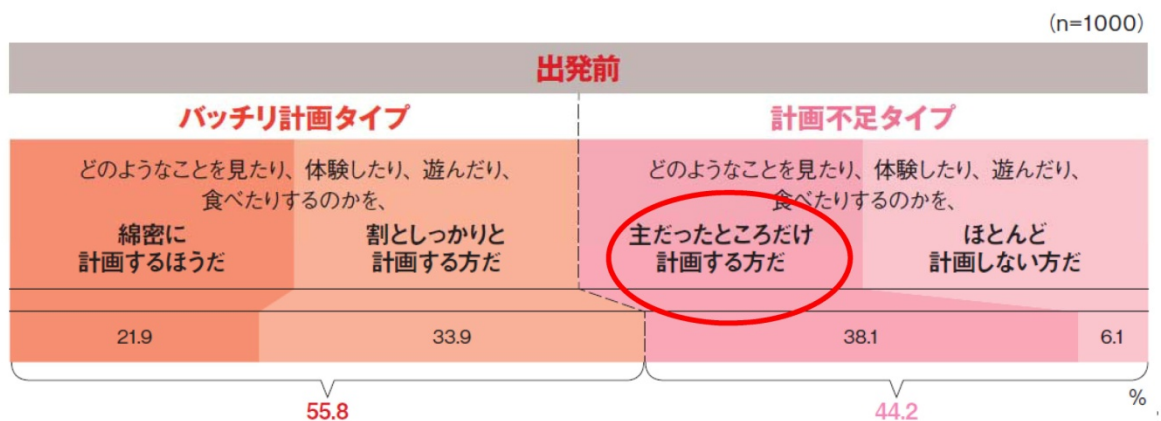 (n=1000)
出発前
バッチリ計画タイプ
計画不足タイプ
どのようなことを見たり、体験したり、遊んだり、
食べたりするのかを、
綿密に
計画するほうだ
割としっかりと
計画する方だ
どのようなことを見たり、体験したり、遊んだり、
食べたりするのかを、
主だったところだけ
計画する方だ
ほとんど
計画しない方だ
21.9
33.9
38.1
6.1
55.8
44.2
%